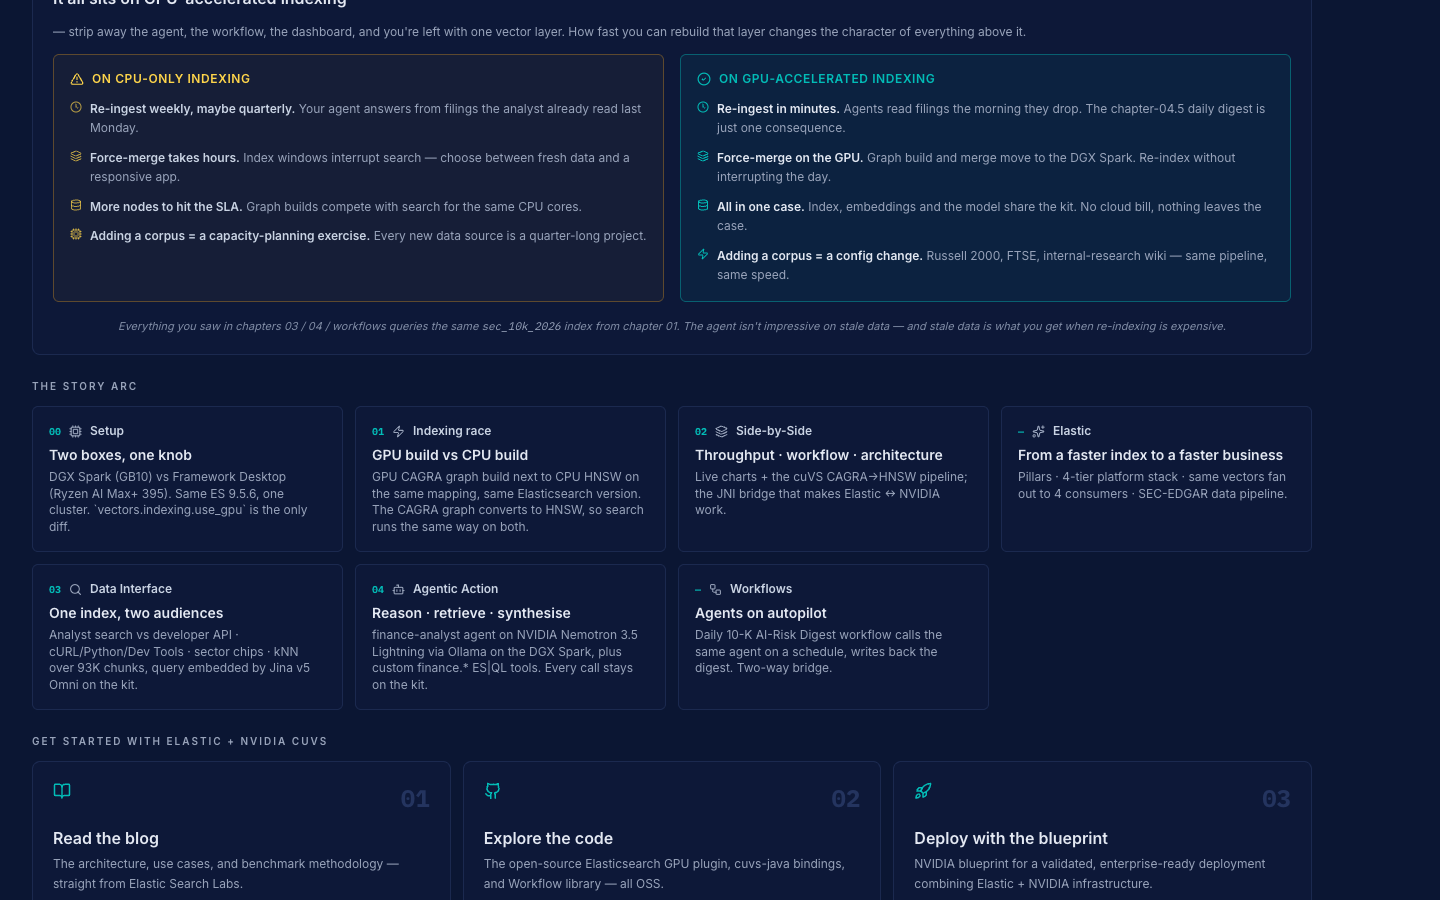 It all sits on GPU-accelerated indexing
— strip away the agent, the workflow, the dashboard, and you're left with one vector layer. How fast you can rebuild that layer changes the character of everything above it.
ON CPU-ONLY INDEXING
Re-ingest weekly, maybe quarterly. Your agent answers from filings the analyst already read last
Monday.
Force-merge takes hours. Index windows interrupt search — choose between fresh data and a
responsive app.
More nodes to hit the SLA. Graph builds compete with search for the same CPU cores.
Adding a corpus = a capacity-planning exercise. Every new data source is a quarter-long project.
ON GPU-ACCELERATED INDEXING
Re-ingest in minutes. Agents read filings the morning they drop. The chapter-04.5 daily digest is
just one consequence.
Force-merge on the GPU. Graph build and merge move to the DGX Spark. Re-index without
interrupting the day.
All in one case. Index, embeddings and the model share the kit. No cloud bill, nothing leaves the
case.
Adding a corpus = a config change. Russell 2000, FTSE, internal-research wiki — same pipeline,
same speed.
Everything you saw in chapters 03 / 04 / workflows queries the same sec_10k_2026 index from chapter 01. The agent isn't impressive on stale data — and stale data is what you get when re-indexing is expensive.
THE STORY ARC
00 Setup
Two boxes, one knob
DGX Spark (GB10) vs Framework Desktop
(Ryzen AI Max+ 395). Same ES 9.5.6, one
cluster. `vectors.indexing.use_gpu` is the only
diff.
01 Indexing race
GPU build vs CPU build
GPU CAGRA graph build next to CPU HNSW on
the same mapping, same Elasticsearch version.
The CAGRA graph converts to HNSW, so search
runs the same way on both.
02 Side-by-Side
Throughput · workflow · architecture
Live charts + the cuVS CAGRA→HNSW pipeline;
the JNI bridge that makes Elastic ↔ NVIDIA
work.
— Elastic
From a faster index to a faster business
Pillars · 4-tier platform stack · same vectors fan
out to 4 consumers · SEC-EDGAR data pipeline.
03 Data Interface
One index, two audiences
Analyst search vs developer API ·
cURL/Python/Dev Tools · sector chips · kNN
over 93K chunks, query embedded by Jina v5
Omni on the kit.
04 Agentic Action
Reason · retrieve · synthesise
finance-analyst agent on NVIDIA Nemotron 3.5
Lightning via Ollama on the DGX Spark, plus
custom finance.* ES|QL tools. Every call stays
on the kit.
— Workflows
Agents on autopilot
Daily 10-K AI-Risk Digest workflow calls the
same agent on a schedule, writes back the
digest. Two-way bridge.
GET STARTED WITH ELASTIC + NVIDIA CUVS
01
Read the blog
The architecture, use cases, and benchmark methodology —
straight from Elastic Search Labs.
02
Explore the code
The open-source Elasticsearch GPU plugin, cuvs-java bindings,
and Workflow library — all OSS.
03
Deploy with the blueprint
NVIDIA blueprint for a validated, enterprise-ready deployment
combining Elastic + NVIDIA infrastructure.